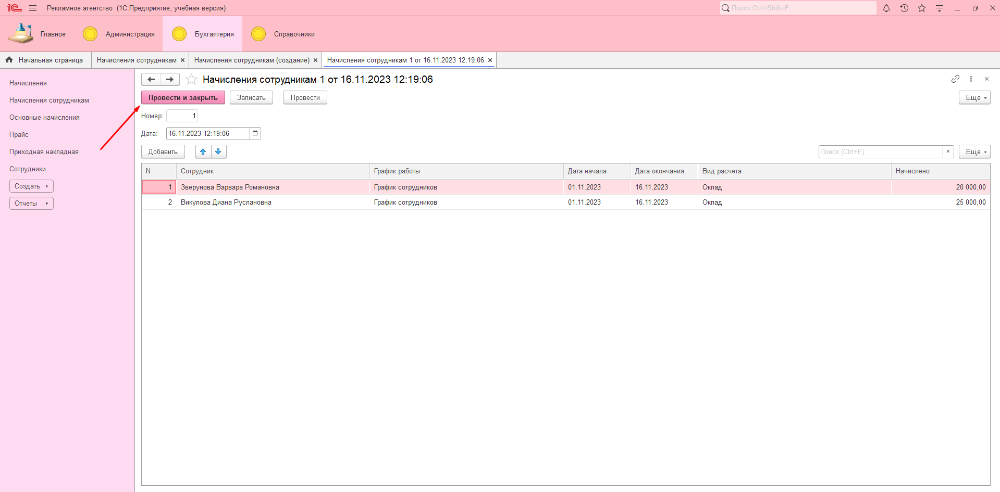 1С Рекламное агентство (1С:Предприятие, учебная версия) Поиск Ctrl+Shift+F
Главное Администрация Бухгалтерия Справочники
Начальная страница Начисления сотрудникам × Начисления сотрудникам (создание) × Начисления сотрудникам 1 от 16.11.2023 12:19:06 ×
Начисления
Начисления сотрудникам
Основные начисления
Прайс
Приходная накладная
Сотрудники
Создать
Отчеты
Начисления сотрудникам 1 от 16.11.2023 12:19:06
Провести и закрыть Записать Провести Еще
Номер: 1
Дата: 16.11.2023 12:19:06
Добавить Поиск (Ctrl+F) × Еще
N Сотрудник График работы Дата начала Дата окончания Вид расчета Начислено
1 Зверунова Варвара Романовна График сотрудников 01.11.2023 16.11.2023 Оклад 20 000,00
2 Викулова Диана Руслановна График сотрудников 01.11.2023 16.11.2023 Оклад 25 000,00